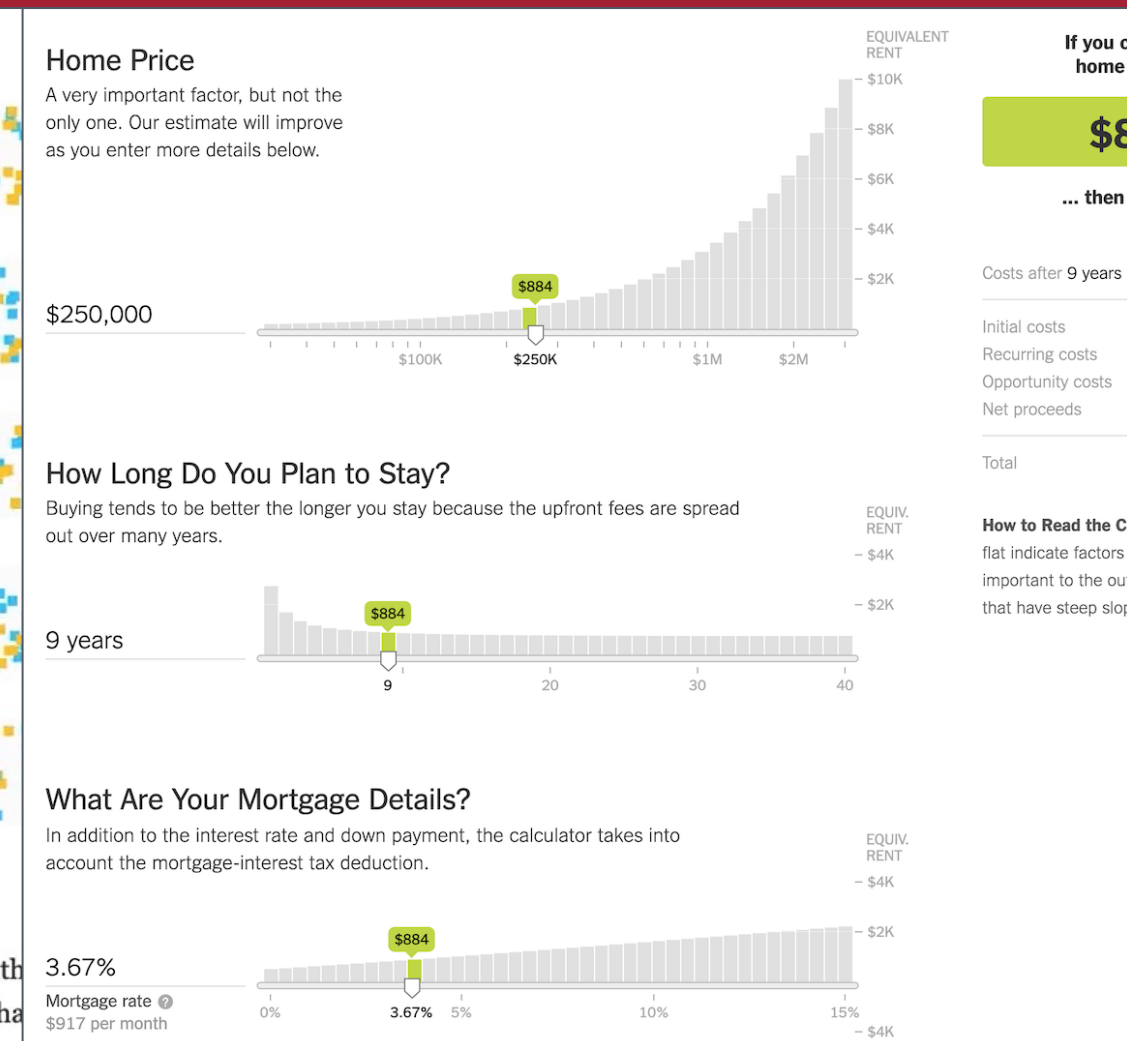 Home Price
A very important factor, but not the
only one. Our estimate will improve
as you enter more details below.
$250,000
EQUIVALENT
RENT
$10K
$8K
$6K
$4K
$2K
$884
$100K
$250K
$1M
$2M
How Long Do You Plan to Stay?
Buying tends to be better the longer you stay because the upfront fees are spread
out over many years.
9 years
EQUIV.
RENT
$4K
$2K
$884
9
20
30
40
What Are Your Mortgage Details?
In addition to the interest rate and down payment, the calculator takes into
account the mortgage-interest tax deduction.
EQUIV.
RENT
$4K
$2K
$884
3.67%
Mortgage rate ?
$917 per month
0%
3.67%
5%
10%
15%
$4K
If you
home
$8
... then
Costs after 9 years
Initial costs
Recurring costs
Opportunity costs
Net proceeds
Total
How to Read the C
flat indicate factors
important to the ou
that have steep slop
th
ha